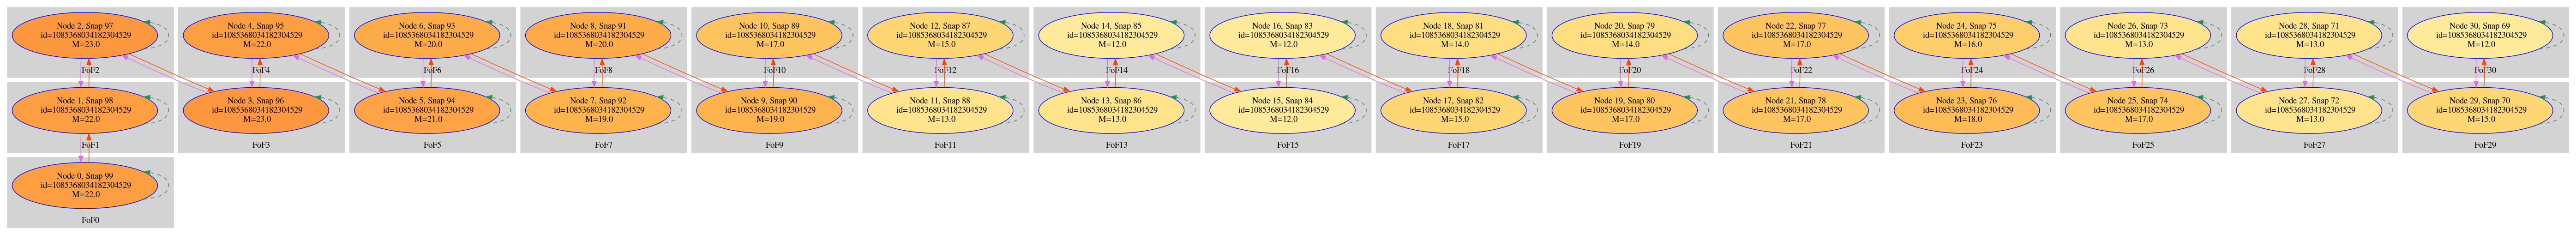 Node 2, Snap 97
id=1085368034182304529
M=23.0
FoF2
Node 4, Snap 95
id=1085368034182304529
M=22.0
FoF4
Node 6, Snap 93
id=1085368034182304529
M=20.0
FoF6
Node 8, Snap 91
id=1085368034182304529
M=20.0
FoF8
Node 10, Snap 89
id=1085368034182304529
M=17.0
FoF10
Node 12, Snap 87
id=1085368034182304529
M=15.0
FoF12
Node 14, Snap 85
id=1085368034182304529
M=12.0
FoF14
Node 16, Snap 83
id=1085368034182304529
M=12.0
FoF16
Node 18, Snap 81
id=1085368034182304529
M=14.0
FoF18
Node 20, Snap 79
id=1085368034182304529
M=14.0
FoF20
Node 22, Snap 77
id=1085368034182304529
M=17.0
FoF22
Node 24, Snap 75
id=1085368034182304529
M=16.0
FoF24
Node 26, Snap 73
id=1085368034182304529
M=13.0
FoF26
Node 28, Snap 71
id=1085368034182304529
M=13.0
FoF28
Node 30, Snap 69
id=1085368034182304529
M=12.0
FoF30
Node 1, Snap 98
id=1085368034182304529
M=22.0
FoF1
Node 3, Snap 96
id=1085368034182304529
M=23.0
FoF3
Node 5, Snap 94
id=1085368034182304529
M=21.0
FoF5
Node 7, Snap 92
id=1085368034182304529
M=19.0
FoF7
Node 9, Snap 90
id=1085368034182304529
M=19.0
FoF9
Node 11, Snap 88
id=1085368034182304529
M=13.0
FoF11
Node 13, Snap 86
id=1085368034182304529
M=13.0
FoF13
Node 15, Snap 84
id=1085368034182304529
M=12.0
FoF15
Node 17, Snap 82
id=1085368034182304529
M=15.0
FoF17
Node 19, Snap 80
id=1085368034182304529
M=17.0
FoF19
Node 21, Snap 78
id=1085368034182304529
M=17.0
FoF21
Node 23, Snap 76
id=1085368034182304529
M=18.0
FoF23
Node 25, Snap 74
id=1085368034182304529
M=17.0
FoF25
Node 27, Snap 72
id=1085368034182304529
M=13.0
FoF27
Node 29, Snap 70
id=1085368034182304529
M=15.0
FoF29
Node 0, Snap 99
id=1085368034182304529
M=22.0
FoF0